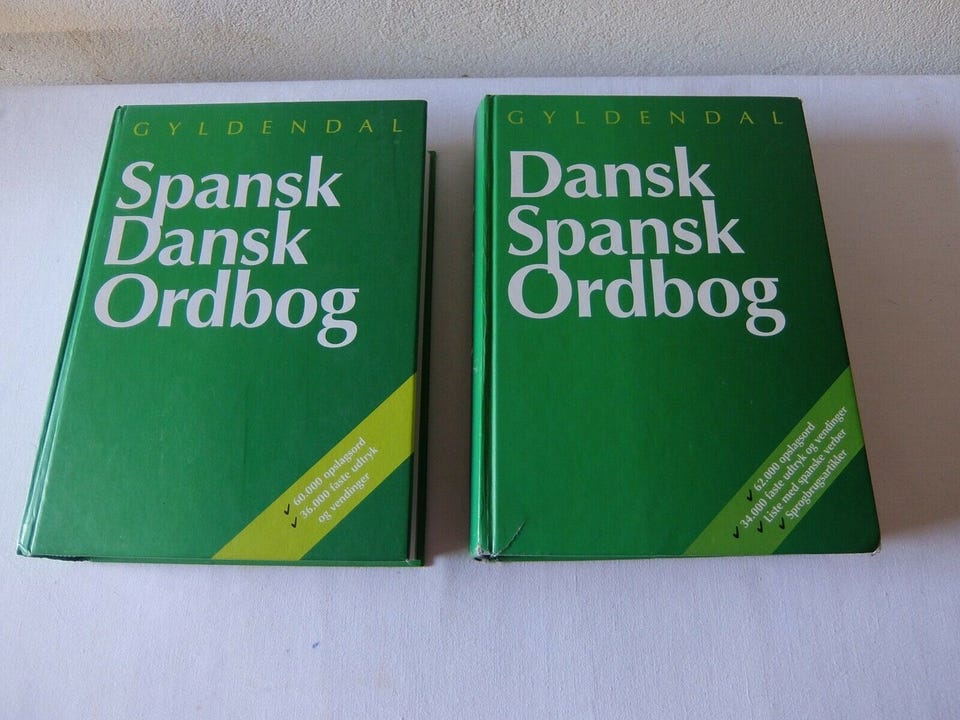 GYLDENDAL
Spansk
Dansk
Ordbog
✓ 60.000 opslagsord
✓ 36.000 faste udtryk
og vendinger
GYLDENDAL
Dansk
Spansk
Ordbog
✓ 62.000 opslagsord
✓ 34.000 faste udtryk og vendinger
✓ Liste med spanske verber
✓ Sprogbrugsartikler